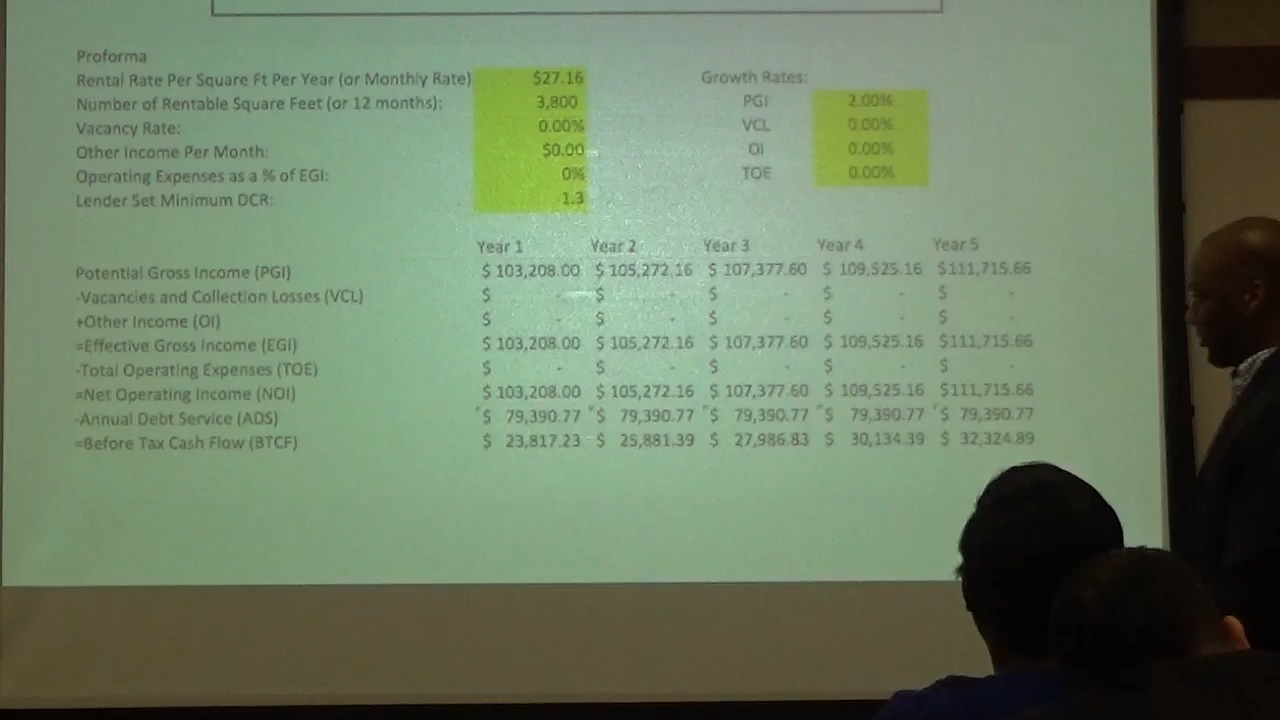 Proforma
Rental Rate Per Square Ft Per Year (or Monthly Rate) $27.16 Growth Rates:
Number of Rentable Square Feet (or 12 months): 3,800 PGI 2.00%
Vacancy Rate: 0.00% VCL 0.00%
Other Income Per Month: $0.00 OI 0.00%
Operating Expenses as a % of EGI: 0% TOE 0.00%
Lender Set Minimum DCR: 1.3
Year 1 Year 2 Year 3 Year 4 Year 5
Potential Gross Income (PGI) $ 103,208.00 $ 105,272.16 $ 107,377.60 $ 109,525.16 $111,715.66
-Vacancies and Collection Losses (VCL) $ - $ - $ - $ - $ -
+Other Income (OI) $ - $ - $ - $ - $ -
=Effective Gross Income (EGI) $ 103,208.00 $ 105,272.16 $ 107,377.60 $ 109,525.16 $111,715.66
-Total Operating Expenses (TOE) $ - $ - $ - $ - $ -
=Net Operating Income (NOI) $ 103,208.00 $ 105,272.16 $ 107,377.60 $ 109,525.16 $111,715.66
-Annual Debt Service (ADS) $ 79,390.77 $ 79,390.77 $ 79,390.77 $ 79,390.77 $ 79,390.77
=Before Tax Cash Flow (BTCF) $ 23,817.23 $ 25,881.39 $ 27,986.83 $ 30,134.39 $ 32,324.89